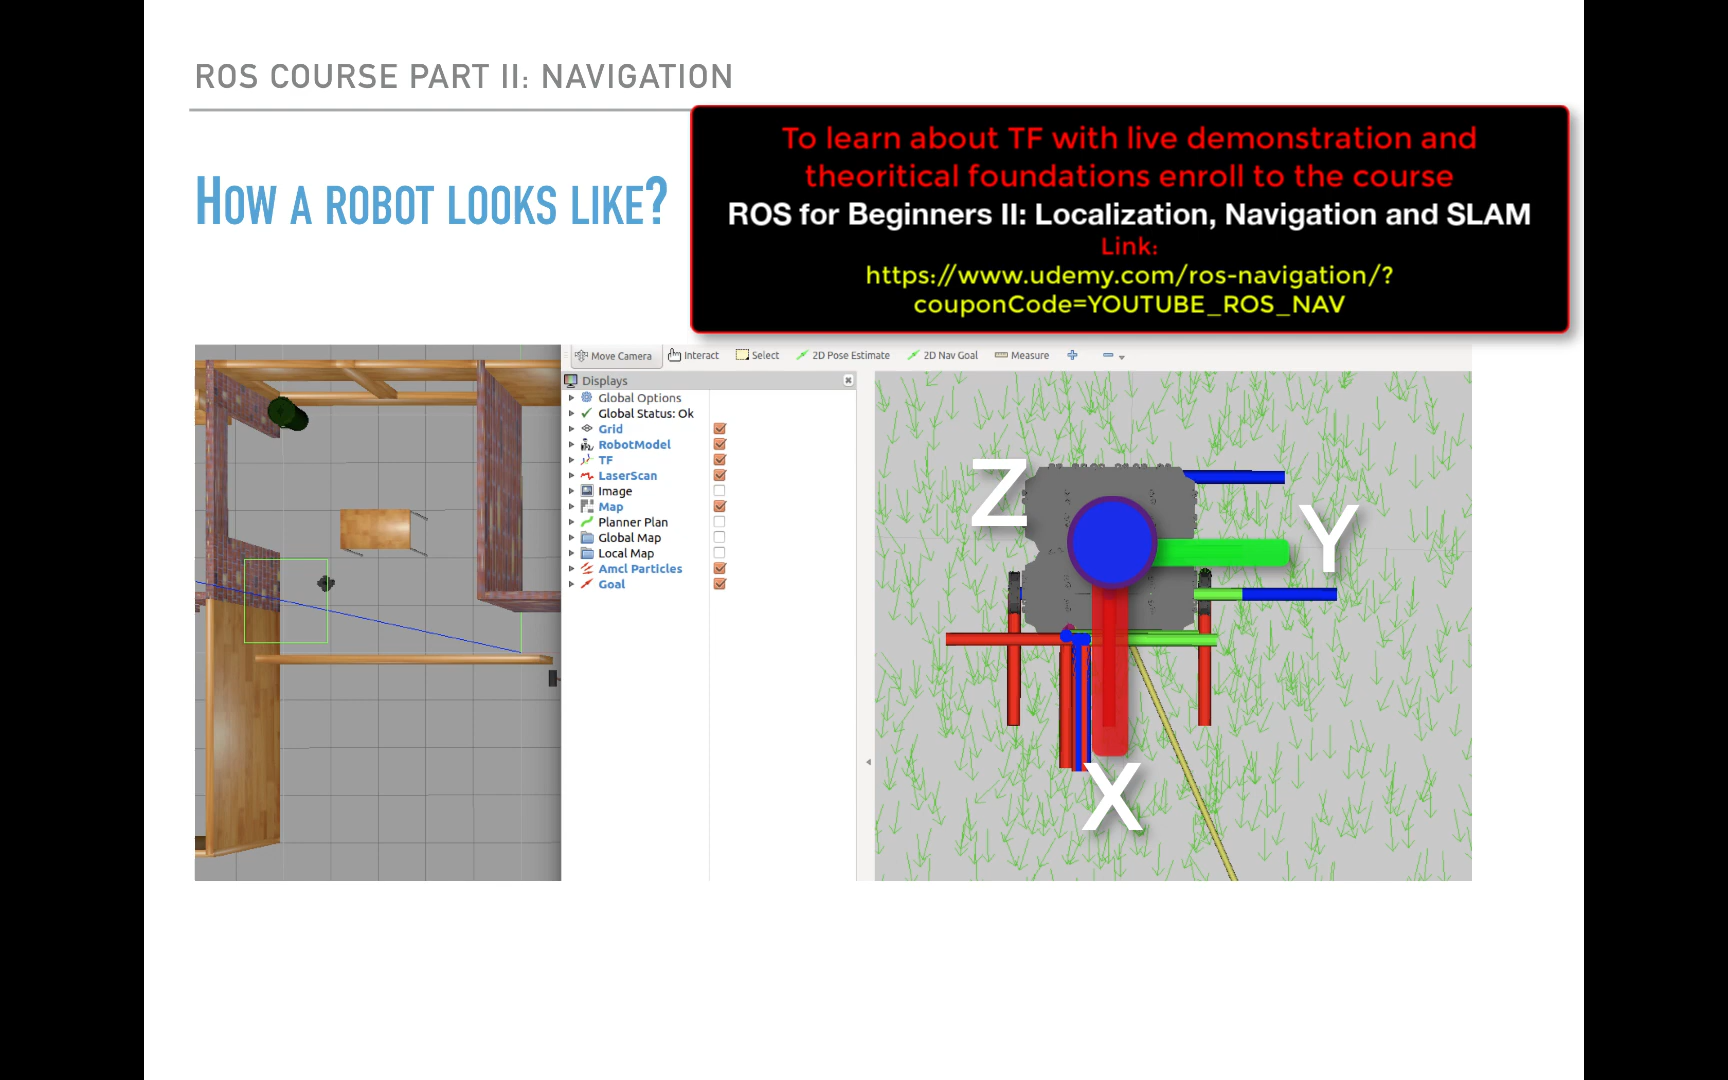 ROS COURSE PART II: NAVIGATION
HOW A ROBOT LOOKS LIKE?
To learn about TF with live demonstration and
theoritical foundations enroll to the course
ROS for Beginners II: Localization, Navigation and SLAM
Link:
https://www.udemy.com/ros-navigation/?
couponCode=YOUTUBE_ROS_NAV
Move Camera Interact Select 2D Pose Estimate 2D Nav Goal Measure
Displays
Global Options
Global Status: Ok
Grid
RobotModel
TF
LaserScan
Image
Map
Planner Plan
Global Map
Local Map
Amcl Particles
Goal
Z
Y
X